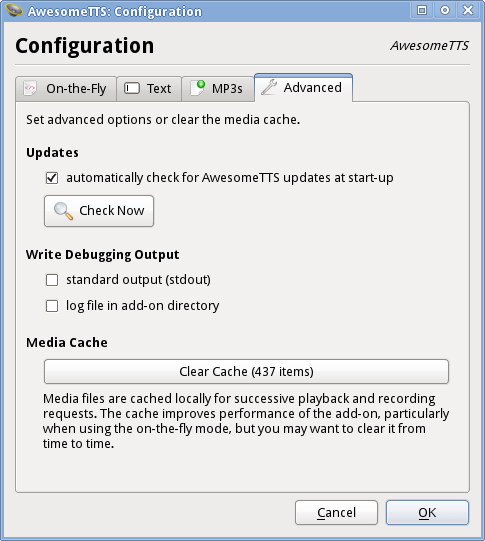 AwesomeTTS: Configuration
Configuration
AwesomeTTS
On-the-Fly Text MP3s Advanced
Set advanced options or clear the media cache.
Updates
automatically check for AwesomeTTS updates at start-up
Check Now
Write Debugging Output
standard output (stdout)
log file in add-on directory
Media Cache
Clear Cache (437 items)
Media files are cached locally for successive playback and recording
requests. The cache improves performance of the add-on, particularly
when using the on-the-fly mode, but you may want to clear it from
time to time.
Cancel OK